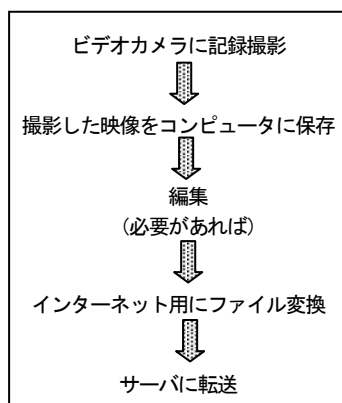 ビデオカメラに記録撮影
撮影した映像をコンピュータに保存
編集
(必要があれば)
インターネット用にファイル変換
サーバに転送